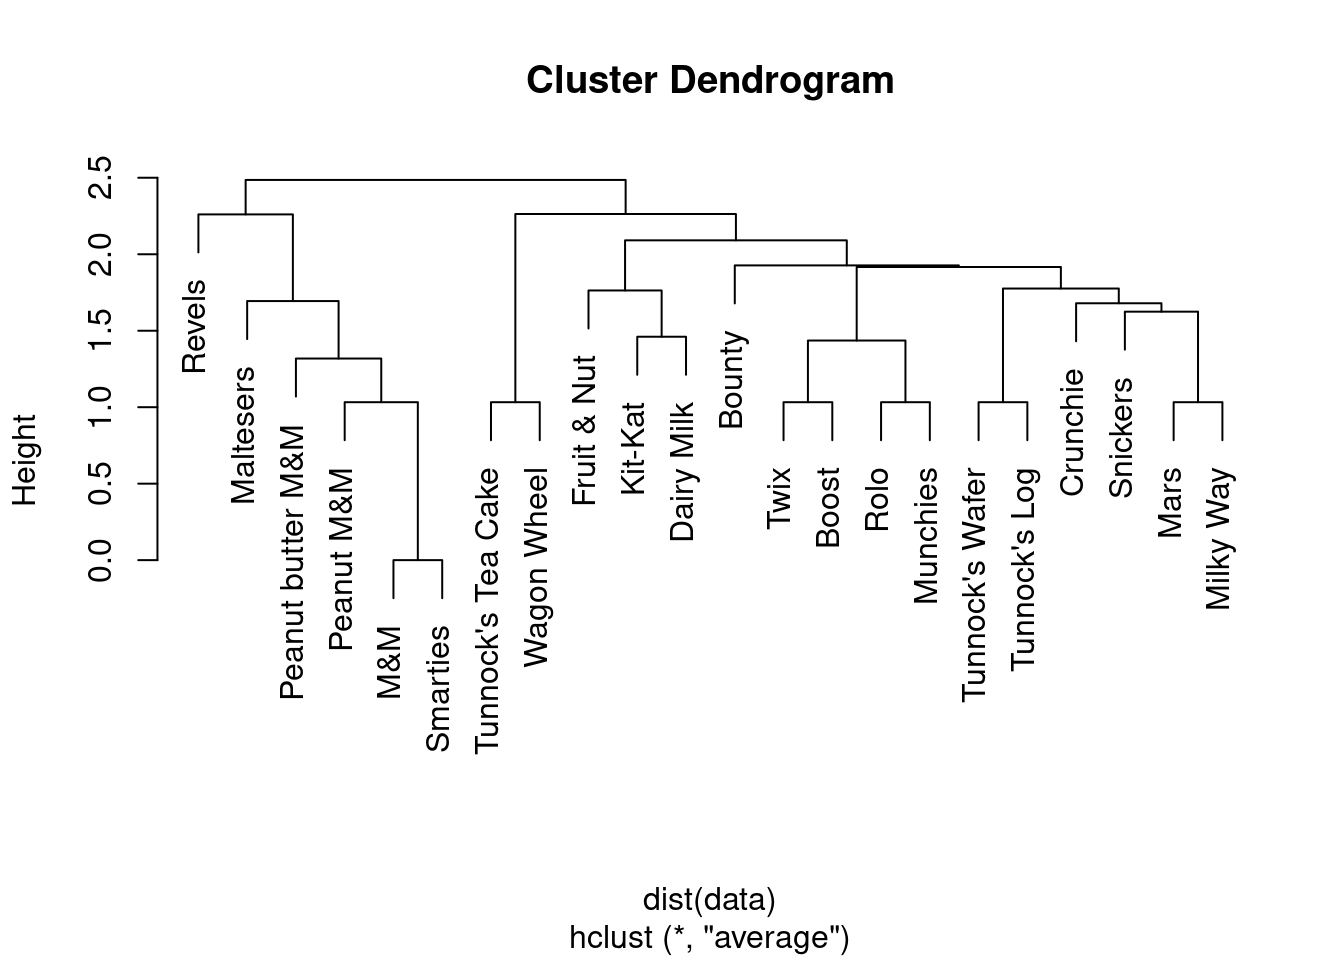 Cluster Dendrogram
Height
2.5
2.0
1.5
1.0
0.5
0.0
Revels
Maltesers
Peanut butter M&M
Peanut M&M
M&M
Smarties
Tunnock's Tea Cake
Wagon Wheel
Fruit & Nut
Kit-Kat
Dairy Milk
Bounty
Twix
Boost
Rolo
Munchies
Tunnock's Wafer
Tunnock's Log
Crunchie
Snickers
Mars
Milky Way
dist(data)
hclust (*, "average")